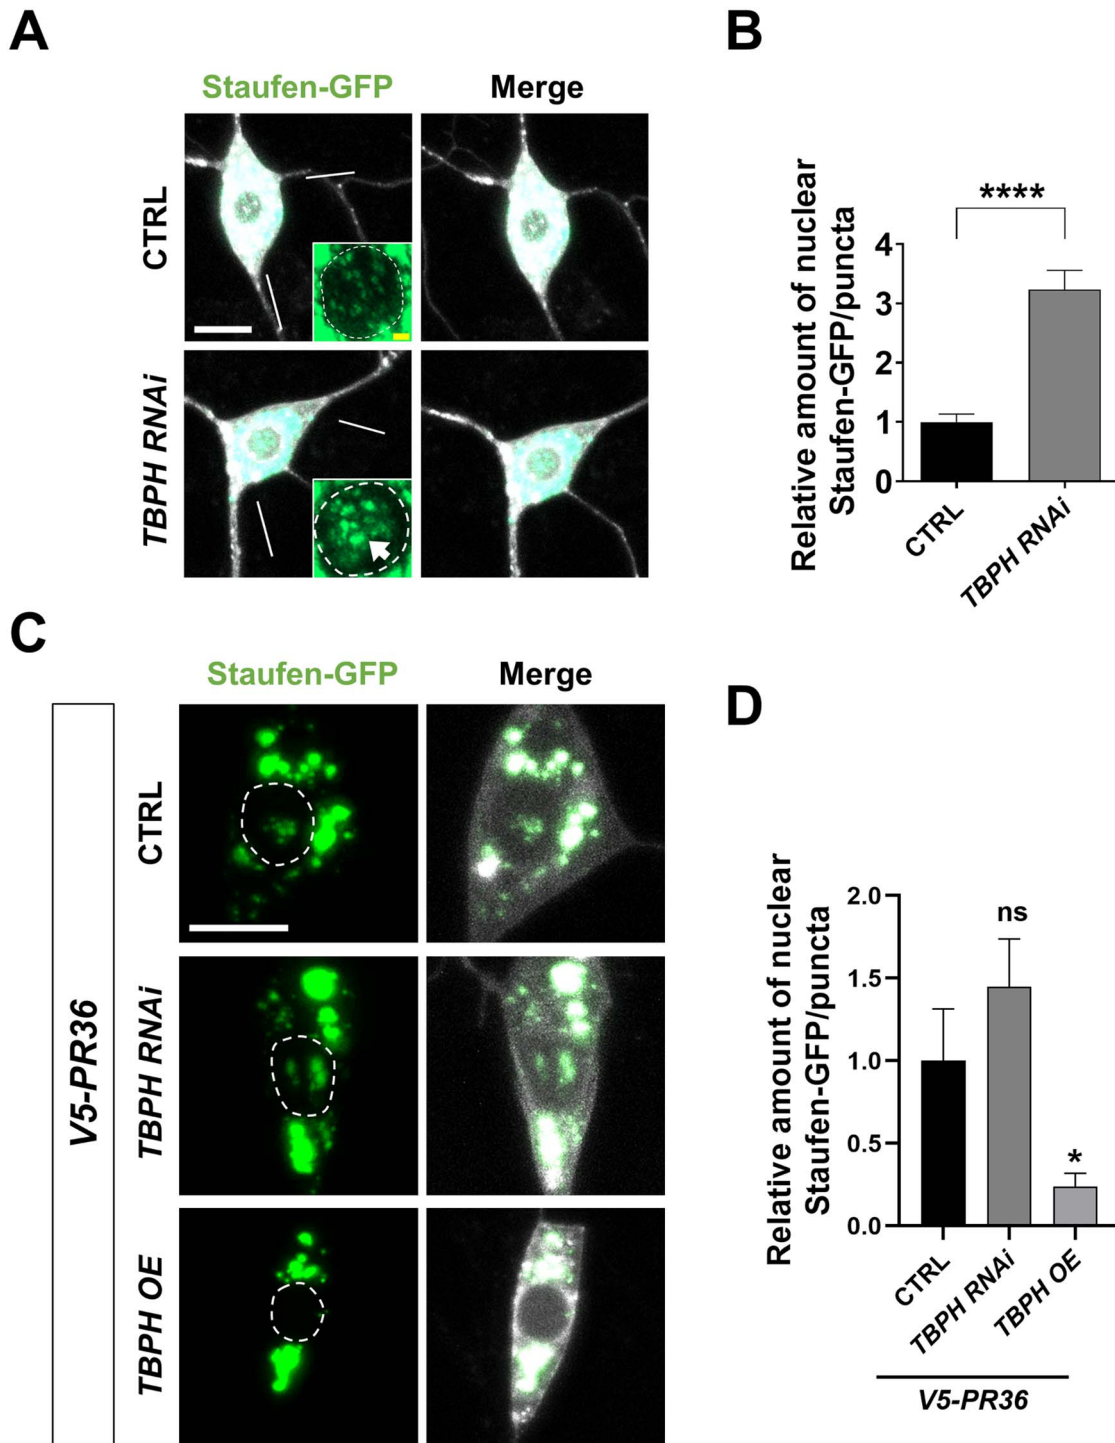 A
Staufen-GFP
Merge
CTRL
TBPH RNAi
B
Relative amount of nuclear
Staufen-GFP/puncta
4
3
2
1
0
****
CTRL
TBPH RNAi
C
Staufen-GFP
Merge
V5-PR36
CTRL
TBPH RNAi
TBPH OE
D
Relative amount of nuclear
Staufen-GFP/puncta
2.0
1.5
1.0
0.5
0.0
ns
*
CTRL
TBPH RNAi
TBPH OE
V5-PR36